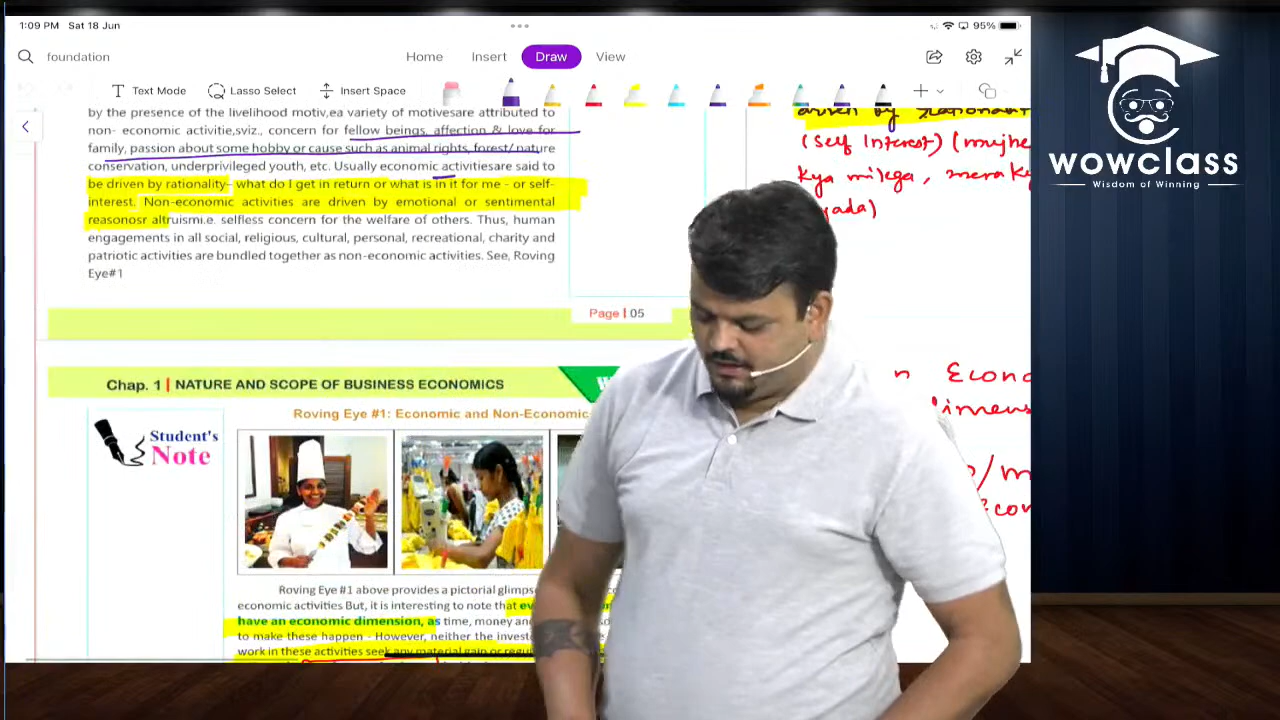 1:09 PM Sat 18 Jun
95%
foundation
Home Insert Draw View
Text Mode Lasso Select Insert Space
by the presence of the livelihood motiv,ea variety of motivesare attributed to
non- economic activitie,sviz., concern for fellow beings, affection & love for
family, passion about some hobby or cause such as animal rights, forest/ nature
conservation, underprivileged youth, etc. Usually economic activitiesare said to
be driven by rationality- what do I get in return or what is in it for me - or self-
interest. Non-economic activities are driven by emotional or sentimental
reasonosr altruismi.e. selfless concern for the welfare of others. Thus, human
engagements in all social, religious, cultural, personal, recreational, charity and
patriotic activities are bundled together as non-economic activities. See, Roving
Eye#1
Page | 05
Chap. 1 | NATURE AND SCOPE OF BUSINESS ECONOMICS
Student's
Note
Roving Eye #1: Economic and Non-Economic
Roving Eye #1 above provides a pictorial
economic activities But, it is interesting to note that
have an economic dimension, as time, money
to make these happen - However, neither the
work in these activities seek any material gain or
driven by
(Self Interest) (mujhe
kya milega,
Econo
wowclass
Wisdom of Winning